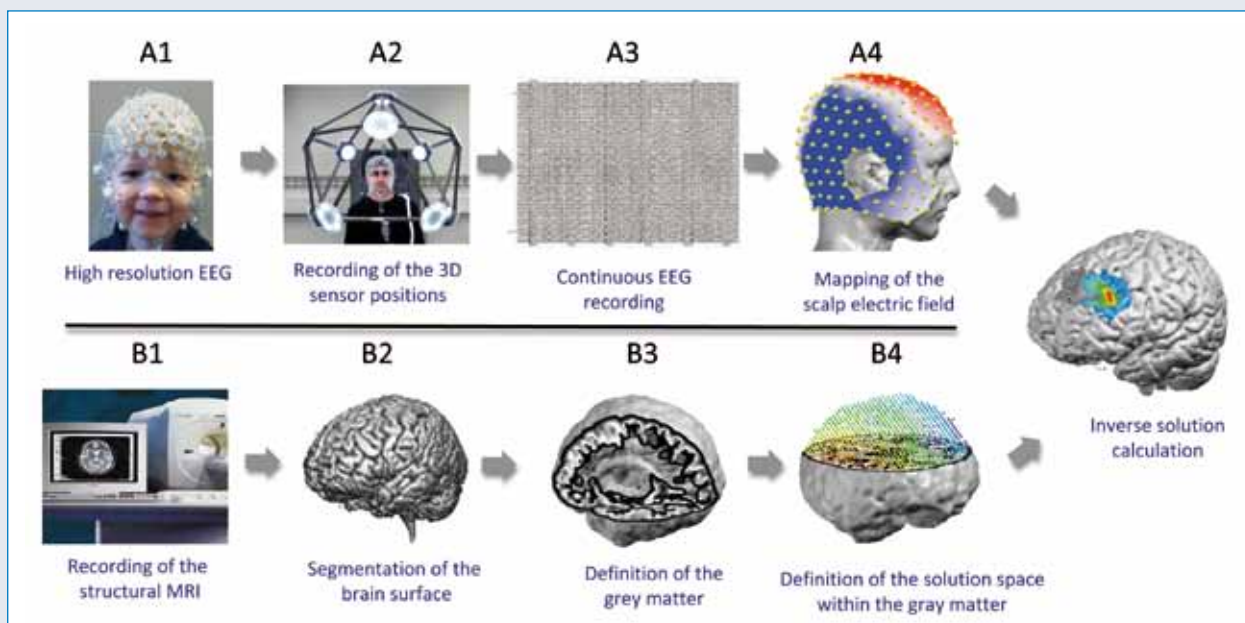 A1
A2
A3
A4
High resolution EEG
Recording of the 3D
sensor positions
Continuous EEG
recording
Mapping of the
scalp electric field
B1
B2
B3
B4
Recording of the
structural MRI
Segmentation of the
brain surface
Definition of the
grey matter
Definition of the solution space
within the gray matter
Inverse solution
calculation